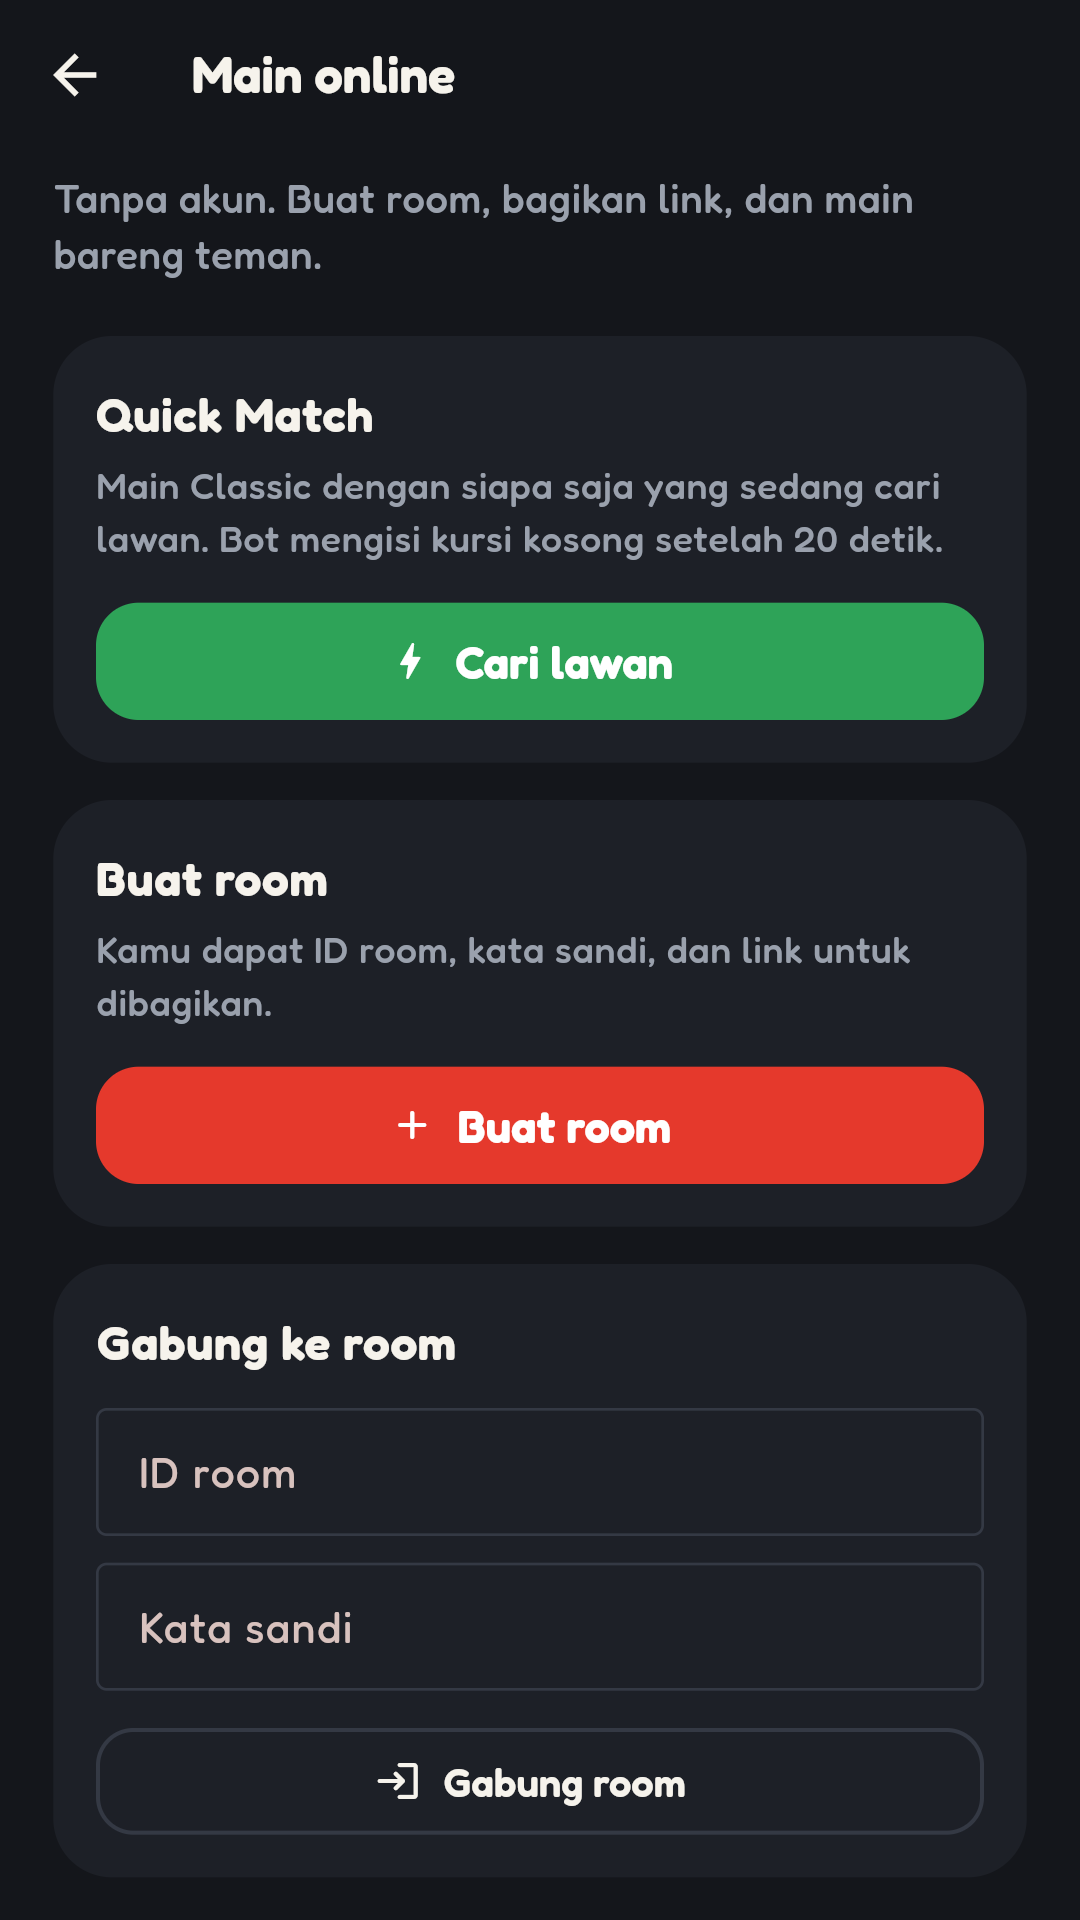 Main online
Tanpa akun. Buat room, bagikan link, dan main
bareng teman.
Quick Match
Main Classic dengan siapa saja yang sedang cari
lawan. Bot mengisi kursi kosong setelah 20 detik.
Cari lawan
Buat room
Kamu dapat ID room, kata sandi, dan link untuk
dibagikan.
Buat room
Gabung ke room
ID room
Kata sandi
Gabung room